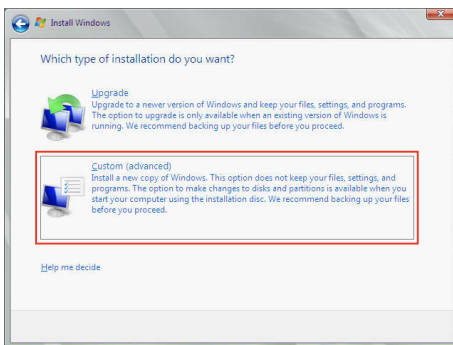 Install Windows
Which type of installation do you want?
Upgrade
Upgrade to a newer version of Windows and keep your files, settings, and programs.
The option to upgrade is only available when an existing version of Windows is
running. We recommend backing up your files before you proceed.
Custom (advanced)
Install a new copy of Windows. This option does not keep your files, settings, and
programs. The option to make changes to disks and partitions is available when you
start your computer using the installation disc. We recommend backing up your files
before you proceed.
Help me decide